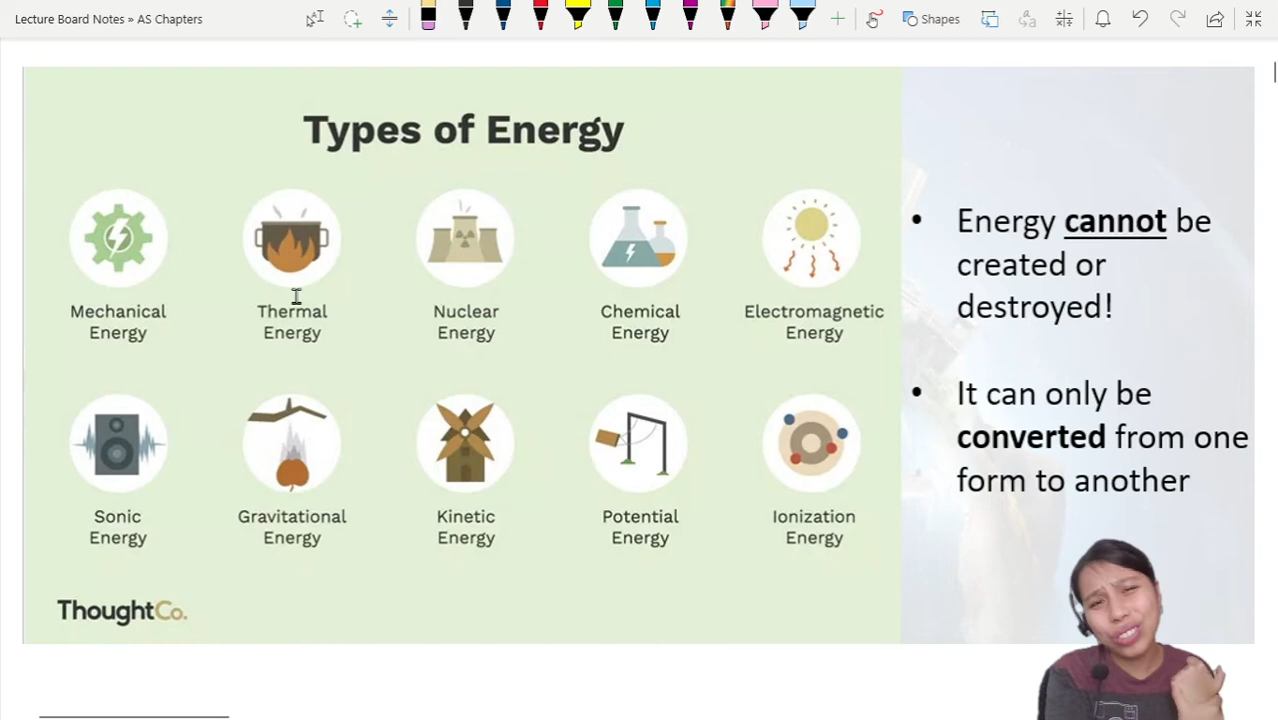 Lecture Board Notes » AS Chapters
Shapes
Types of Energy
Mechanical
Energy
Thermal
Energy
Nuclear
Energy
Chemical
Energy
Electromagnetic
Energy
Sonic
Energy
Gravitational
Energy
Kinetic
Energy
Potential
Energy
Ionization
Energy
ThoughtCo.
• Energy cannot be
created or
destroyed!
• It can only be
converted from one
form to another